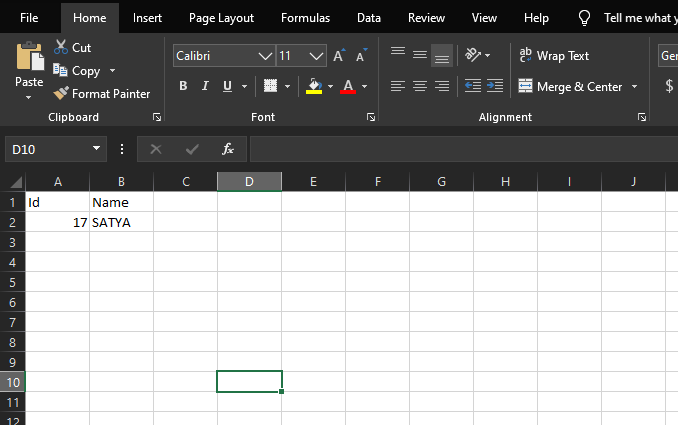 File Home Insert Page Layout Formulas Data Review View Help Tell me what y
Paste
Cut
Copy
Format Painter
Clipboard
Calibri 11 A A
B I U A
Font
ab Wrap Text
Merge & Center
Alignment
Ger
$
D10 fx
A B C D E F G H I J
1 Id Name
2 17 SATYA
3
4
5
6
7
8
9
10
11
12